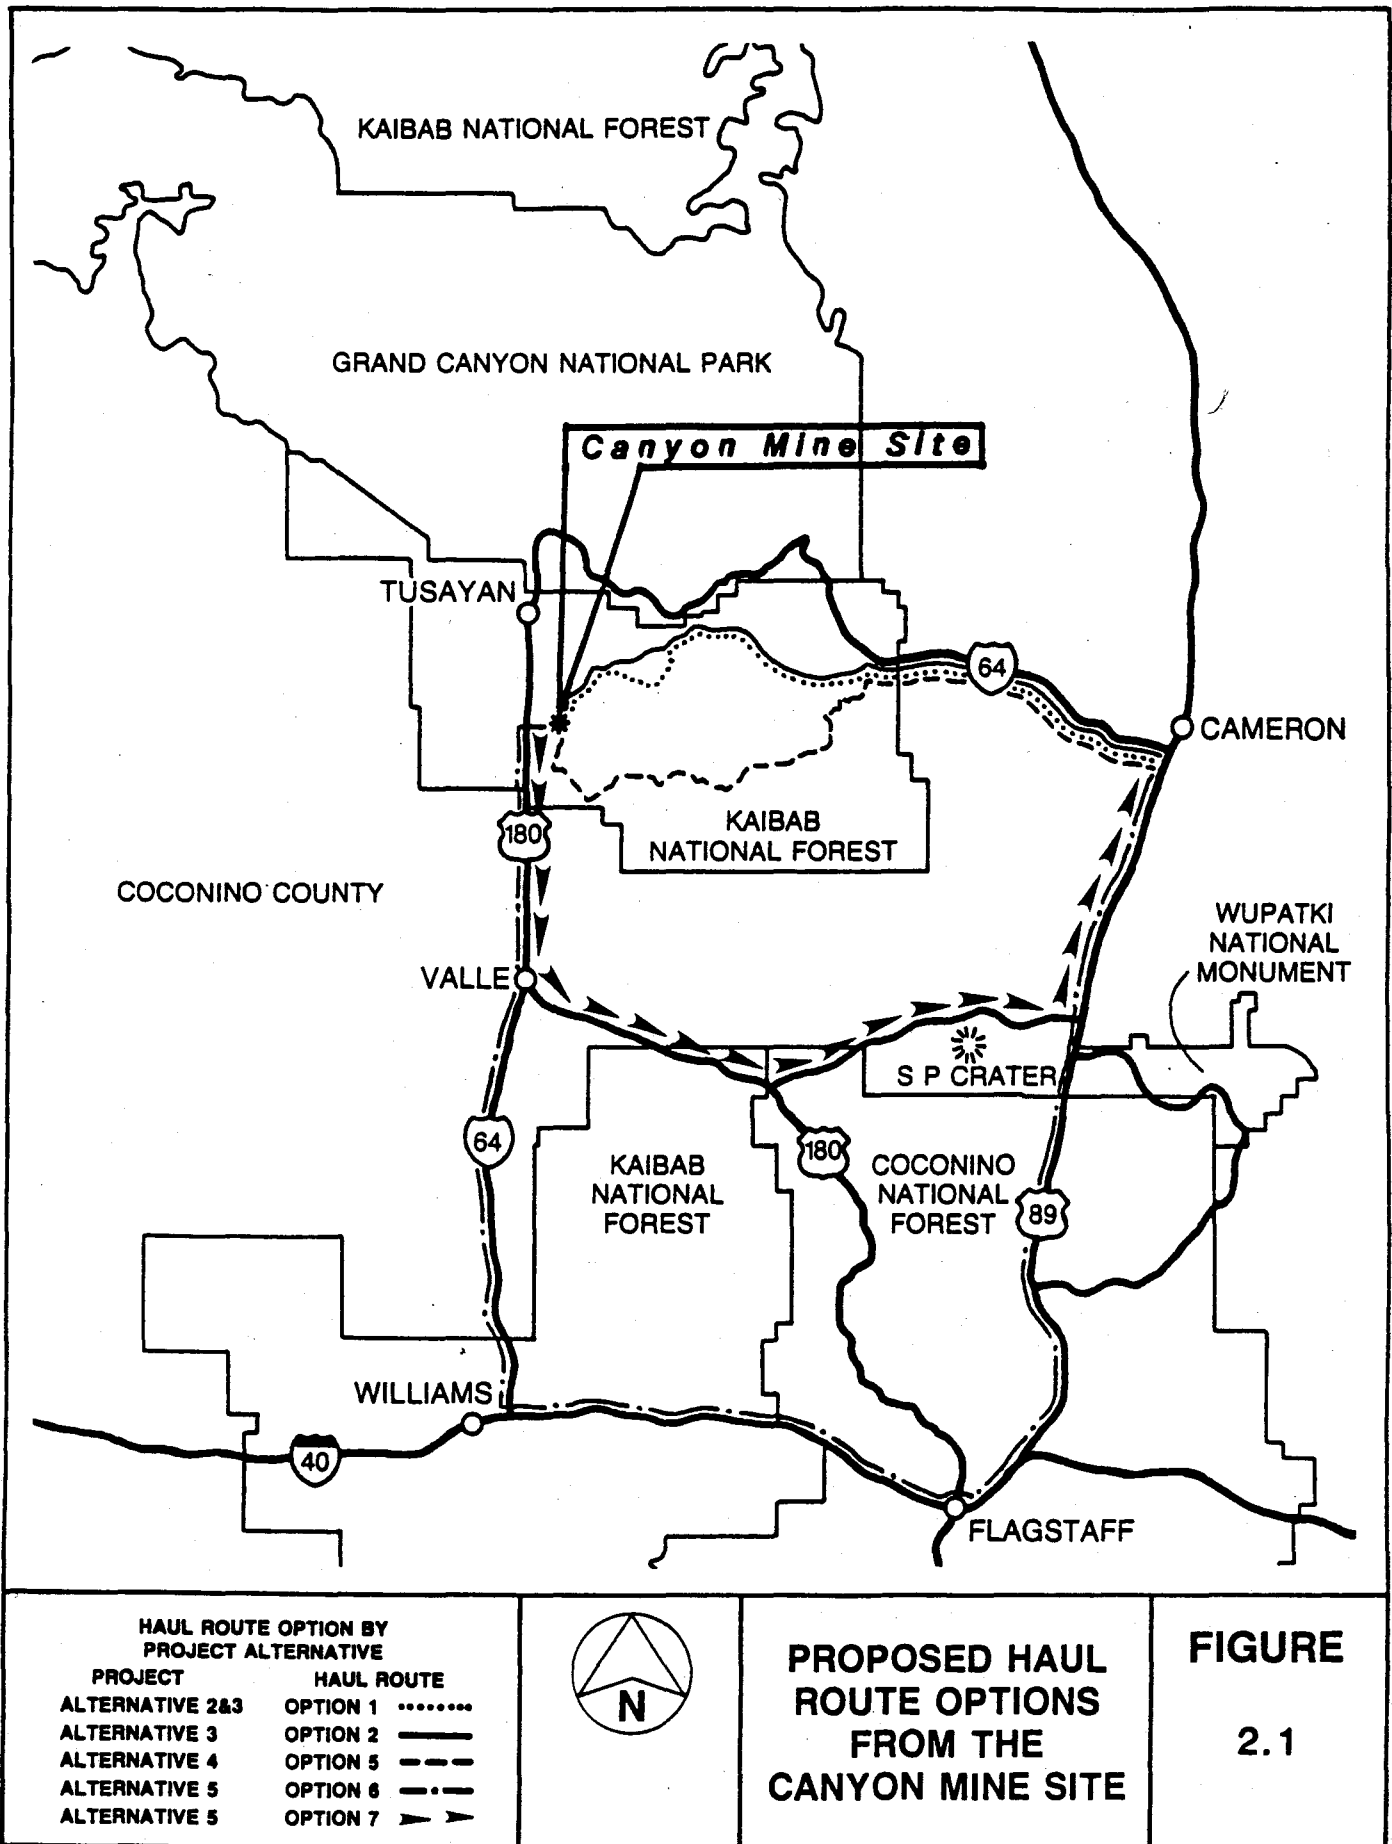 KAIBAB NATIONAL FOREST
GRAND CANYON NATIONAL PARK
Canyon Mine Site
TUSAYAN
64
CAMERON
180
KAIBAB
NATIONAL FOREST
COCONINO COUNTY
WUPATKI
NATIONAL
MONUMENT
VALLE
S P CRATER
64
180
KAIBAB
NATIONAL
FOREST
COCONINO
NATIONAL
FOREST
89
WILLIAMS
40
FLAGSTAFF
HAUL ROUTE OPTION BY
PROJECT ALTERNATIVE
PROJECT HAUL ROUTE
ALTERNATIVE 2&3 OPTION 1
ALTERNATIVE 3 OPTION 2
ALTERNATIVE 4 OPTION 5
ALTERNATIVE 5 OPTION 6
ALTERNATIVE 5 OPTION 7
N
PROPOSED HAUL
ROUTE OPTIONS
FROM THE
CANYON MINE SITE
FIGURE
2.1